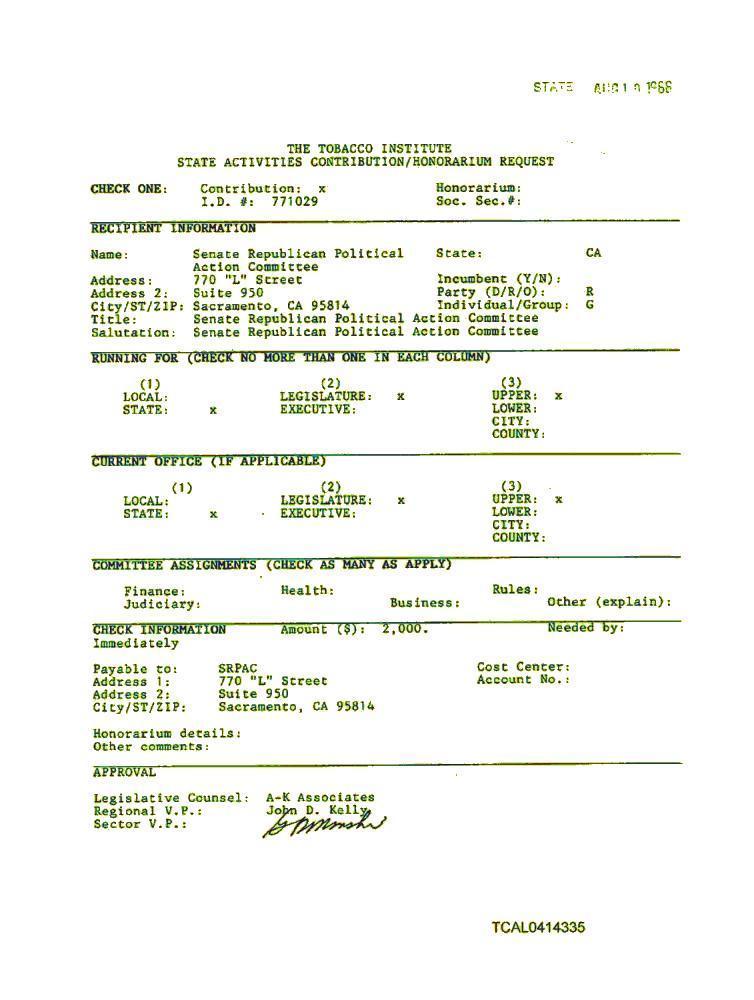 STATE
THE TOBACCO INSTITUTE
STATE ACTIVITIES CONTRIBUTION/HONORARIUM REQUEST
CHECK ONE: Contribution: x Honorarium:
I.D. #: 771029 Soc. Sec.#:
RECIPIENT INFORMATION
Name: Senate Republican Political State: CA
Action Committee
Address: 770 "L" Street Incumbent (Y/N):
Address 2: Suite 950 Party (D/R/O): R
City/ST/ZIP: Sacramento, CA 95814 Individual/Group: G
Title: Senate Republican Political Action Committee
Salutation: Senate Republican Political Action Committee
RUNNING FOR (CHECK NO MORE THAN ONE IN EACH COLUMN)
(1) (2) (3)
LOCAL: LEGISLATURE: x UPPER: x
STATE: x EXECUTIVE: LOWER:
CITY:
COUNTY:
CURRENT OFFICE (IF APPLICABLE)
(1) (2) (3)
LOCAL: LEGISLATURE: x UPPER: x
STATE: x EXECUTIVE: LOWER:
CITY:
COUNTY:
COMMITTEE ASSIGNMENTS (CHECK AS MANY AS APPLY)
Finance: Health: Rules:
Judiciary: Business: Other (explain):
CHECK INFORMATION Amount ($): 2,000. Needed by:
Immediately
Payable to: SRPAC Cost Center:
Address 1: 770 "L" Street Account No.:
Address 2: Suite 950
City/ST/ZIP: Sacramento, CA 95814
Honorarium details:
Other comments:
APPROVAL
Legislative Counsel: A-K Associates
Regional V.P.: John D. Kelly
Sector V.P.:
TCAL0414335